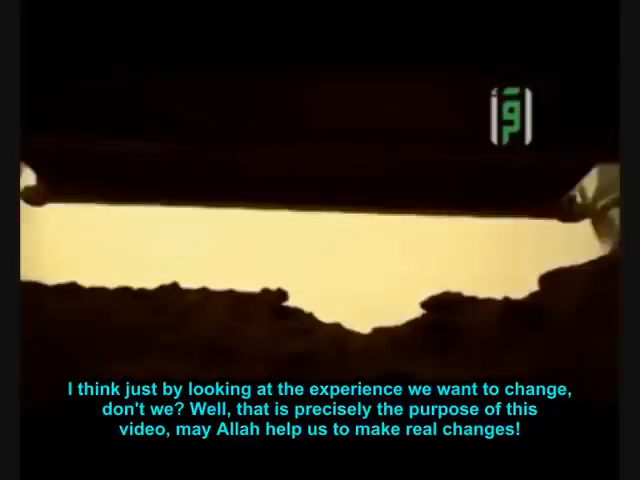 اقرأ
I think just by looking at the experience we want to change,
don't we? Well, that is precisely the purpose of this
video, may Allah help us to make real changes!